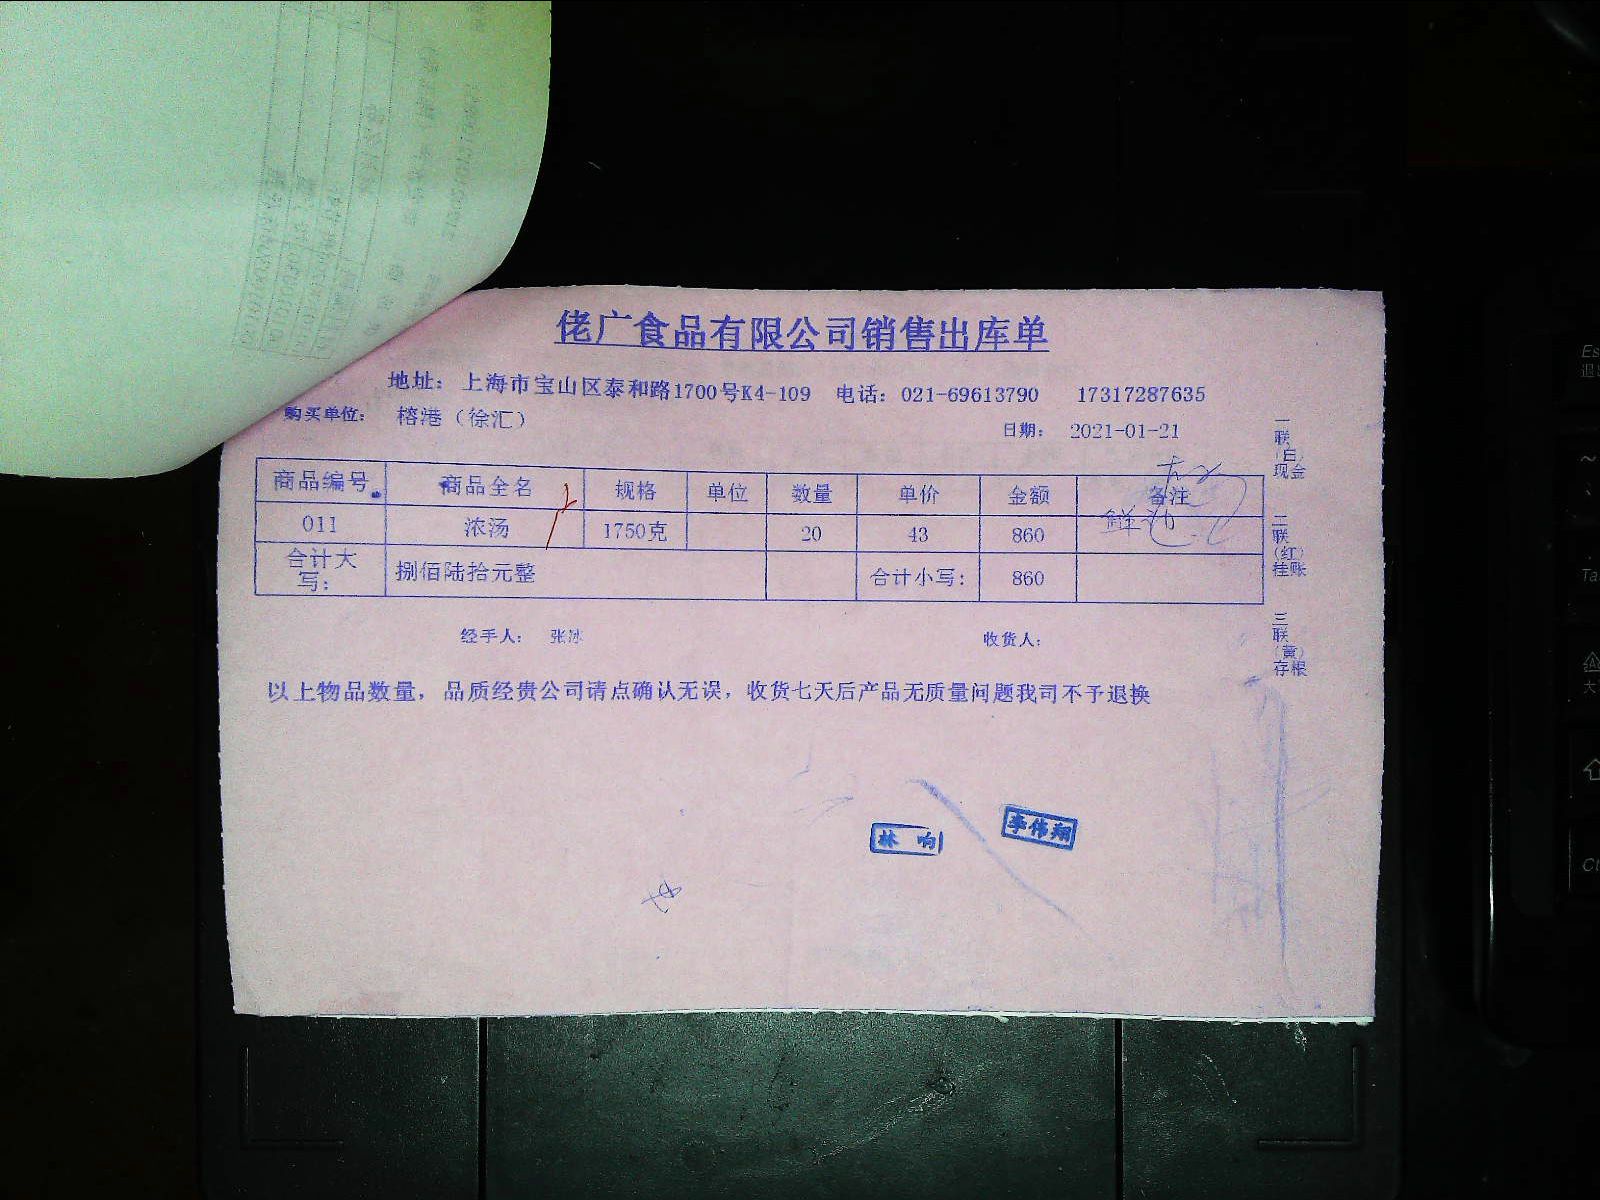 佬广食品有限公司销售出库单
地址: 上海市宝山区泰和路1700号K4-109 电话: 021-69613790 17317287635
购买单位: 榕港（徐汇）
日期: 2021-01-21
商品编号 商品全名 规格 单位 数量 单价 金额 备注
011 浓汤 1750克 20 43 860
合计大写: 捌佰陆拾元整 合计小写: 860
经手人: 张冰 收货人:
以上物品数量，品质经贵公司请点确认无误，收货七天后产品无质量问题我司不予退换
一联（白）现金
二联（红）挂账
三联（黄）存根
林响
李伟翔